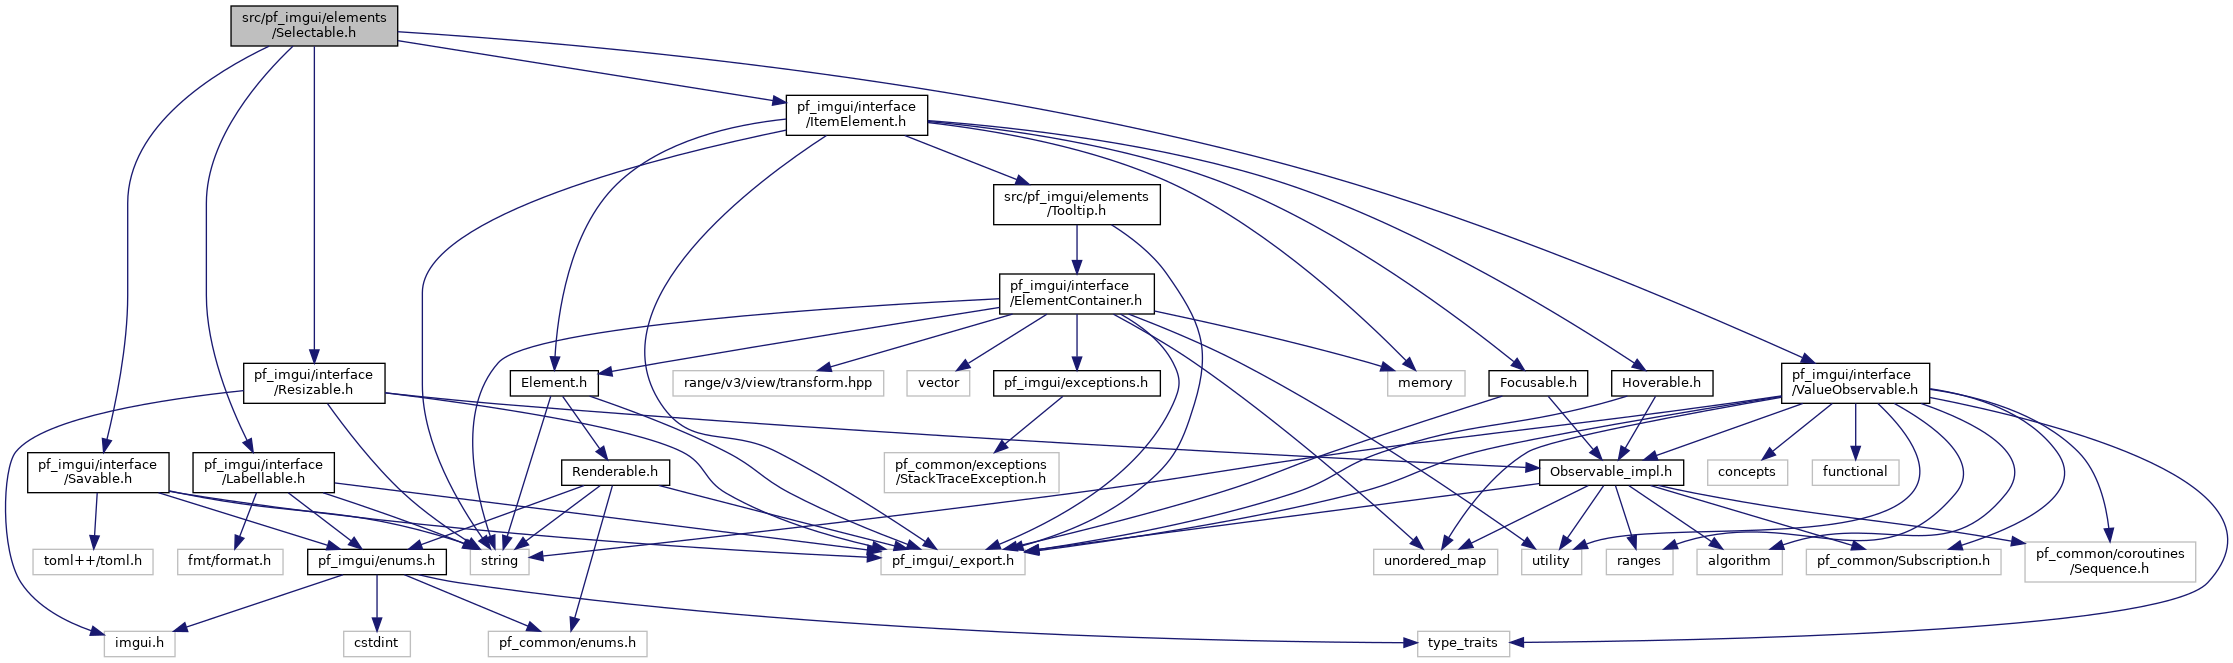 src/pf_imgui/elements
/Selectable.h
pf_imgui/interface
/ItemElement.h
src/pf_imgui/elements
/Tooltip.h
pf_imgui/interface
/ElementContainer.h
pf_imgui/interface
/Resizable.h
Element.h
range/v3/view/transform.hpp
vector
pf_imgui/exceptions.h
memory
Focusable.h
Hoverable.h
pf_imgui/interface
/ValueObservable.h
pf_imgui/interface
/Savable.h
pf_imgui/interface
/Labellable.h
Renderable.h
pf_common/exceptions
/StackTraceException.h
Observable_impl.h
concepts
functional
toml++/toml.h
fmt/format.h
pf_imgui/enums.h
string
pf_imgui/_export.h
unordered_map
utility
ranges
algorithm
pf_common/Subscription.h
pf_common/coroutines
/Sequence.h
imgui.h
cstdint
pf_common/enums.h
type_traits